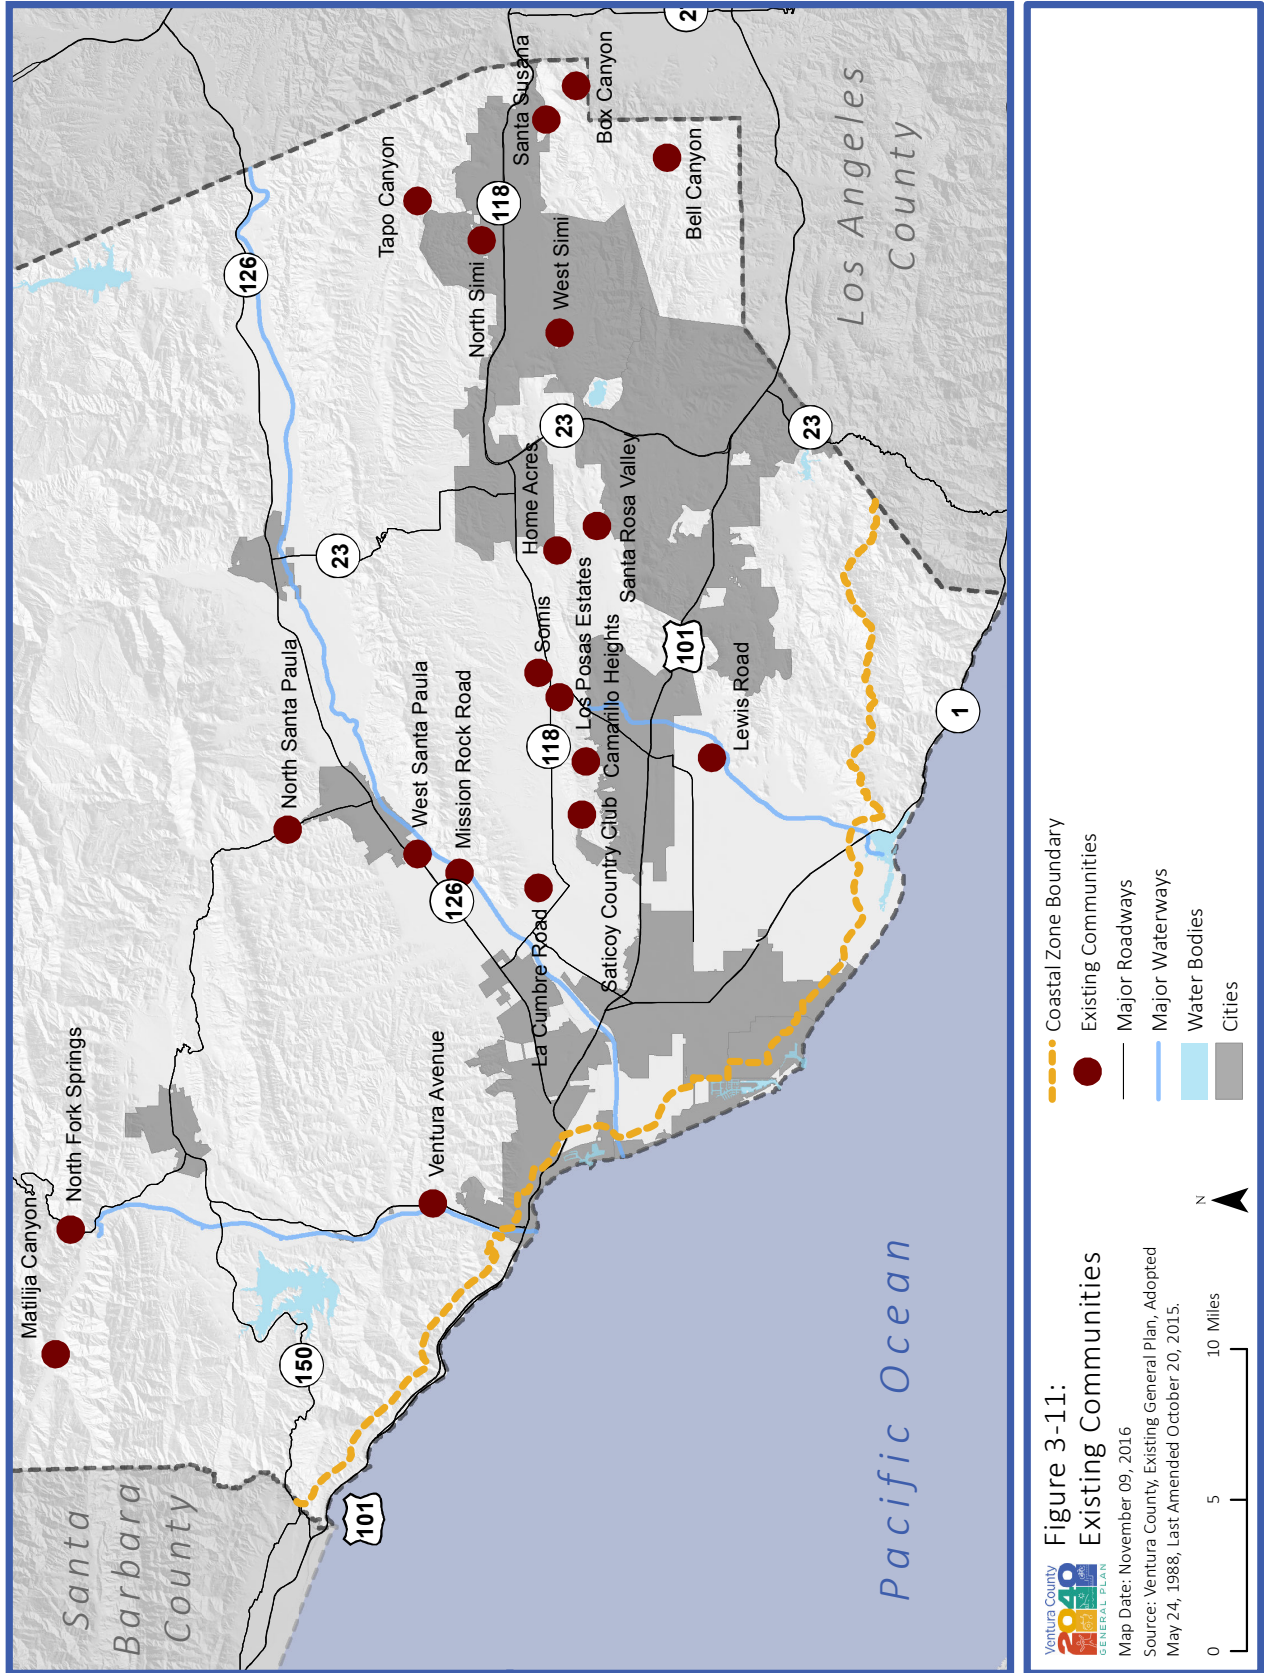 Santa
Barbara
County
Matilija Canyon
North Fork Springs
150
101
Ventura Avenue
North Santa Paula
West Santa Paula
Mission Rock Road
126
La Cumbre Road
Saticoy Country Club
Camarillo Heights
Los Posas Estates
Somis
118
Home Acres
Santa Rosa Valley
Lewis Road
101
1
23
23
23
126
Tapo Canyon
North Simi
118
West Simi
Santa Susana
Box Canyon
Bell Canyon
Los Angeles
County
Pacific Ocean
Ventura County
2040
GENERAL PLAN
Figure 3-11:
Existing Communities
Map Date: November 09, 2016
Source: Ventura County, Existing General Plan, Adopted
May 24, 1988, Last Amended October 20, 2015.
0 5 10 Miles
N
Coastal Zone Boundary
Existing Communities
Major Roadways
Major Waterways
Water Bodies
Cities